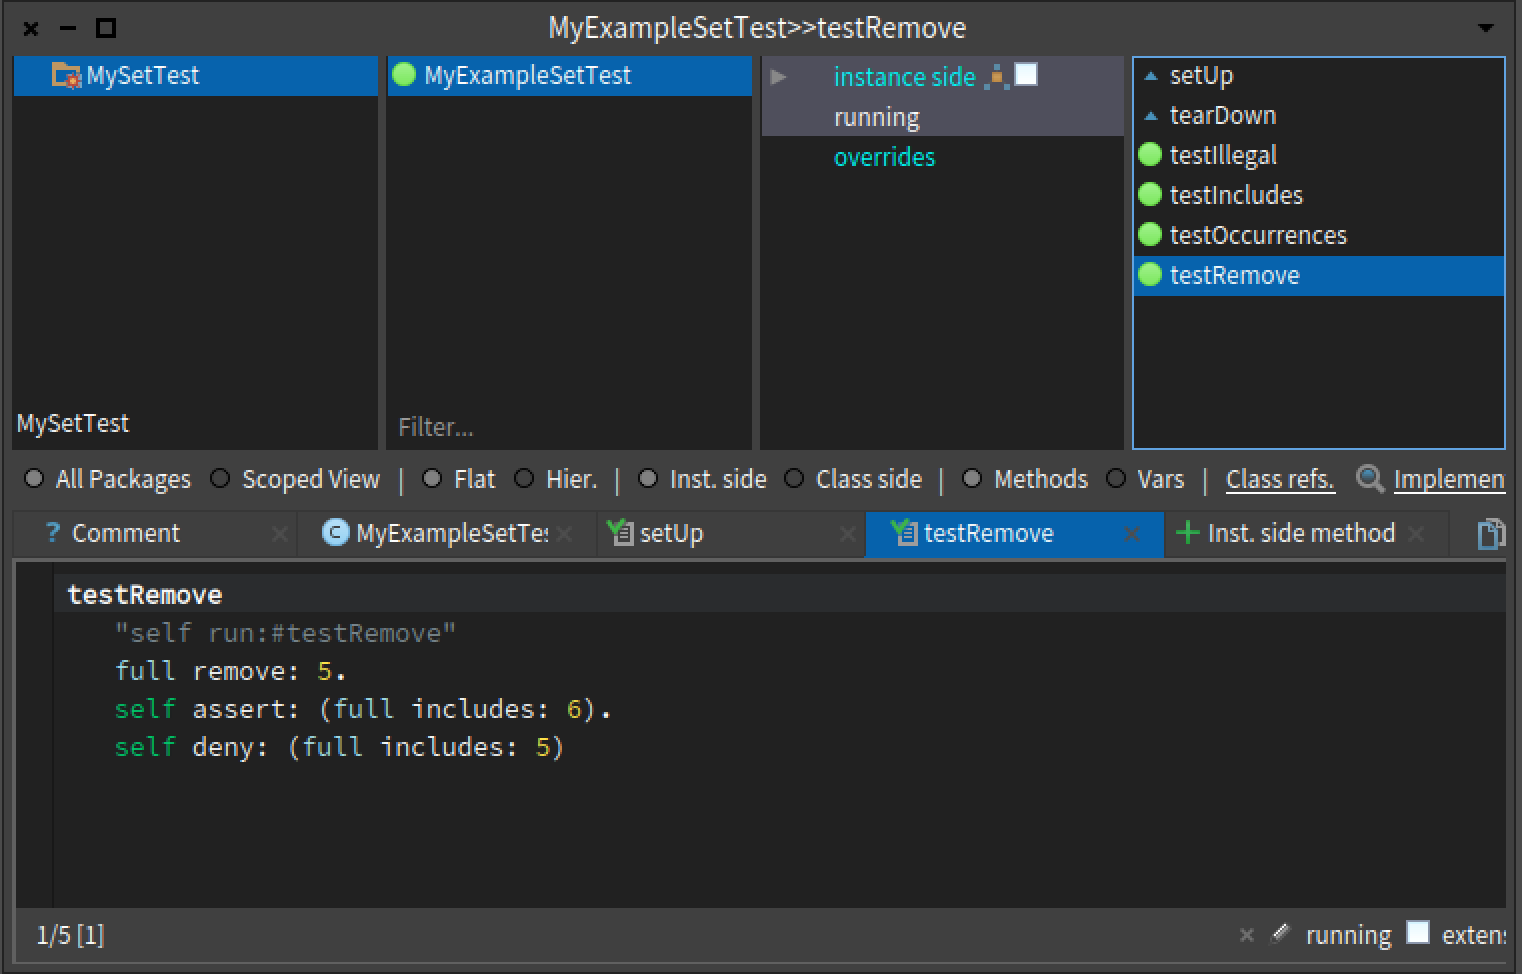 MyExampleSetTest>>testRemove
MySetTest
MyExampleSetTest
instance side
running
overrides
setUp
tearDown
testIllegal
testIncludes
testOccurrences
testRemove
MySetTest
Filter...
All Packages Scoped View | Flat Hier. | Inst. side Class side | Methods Vars | Class refs. Implemen
? Comment MyExampleSetTes setUp testRemove Inst. side method
testRemove
"self run:#testRemove"
full remove: 5.
self assert: (full includes: 6).
self deny: (full includes: 5)
1/5 [1] running extens